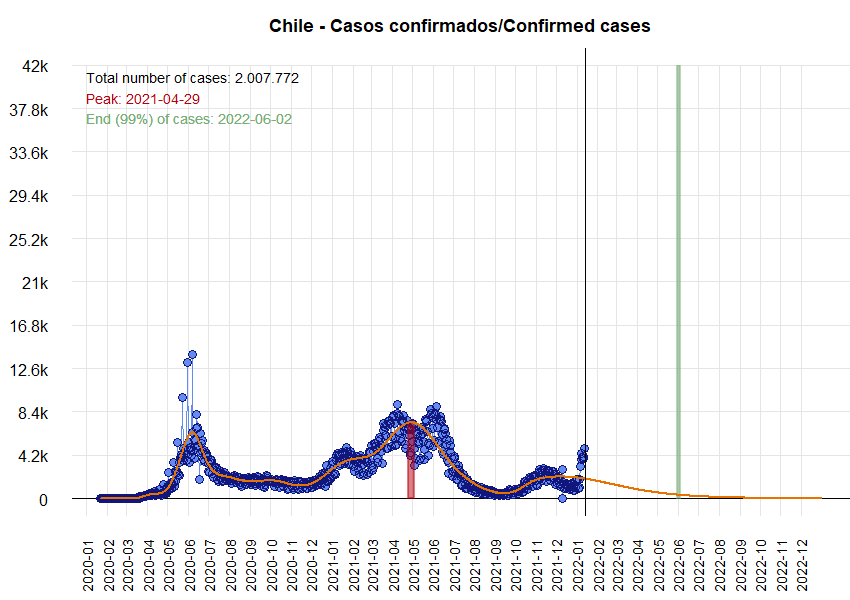 Chile - Casos confirmados/Confirmed cases
Total number of cases: 2.007.772
Peak: 2021-04-29
End (99%) of cases: 2022-06-02
42k
37.8k
33.6k
29.4k
25.2k
21k
16.8k
12.6k
8.4k
4.2k
0
2020-01
2020-02
2020-03
2020-04
2020-05
2020-06
2020-07
2020-08
2020-09
2020-10
2020-11
2020-12
2021-01
2021-02
2021-03
2021-04
2021-05
2021-06
2021-07
2021-08
2021-09
2021-10
2021-11
2021-12
2022-01
2022-02
2022-03
2022-04
2022-05
2022-06
2022-07
2022-08
2022-09
2022-10
2022-11
2022-12